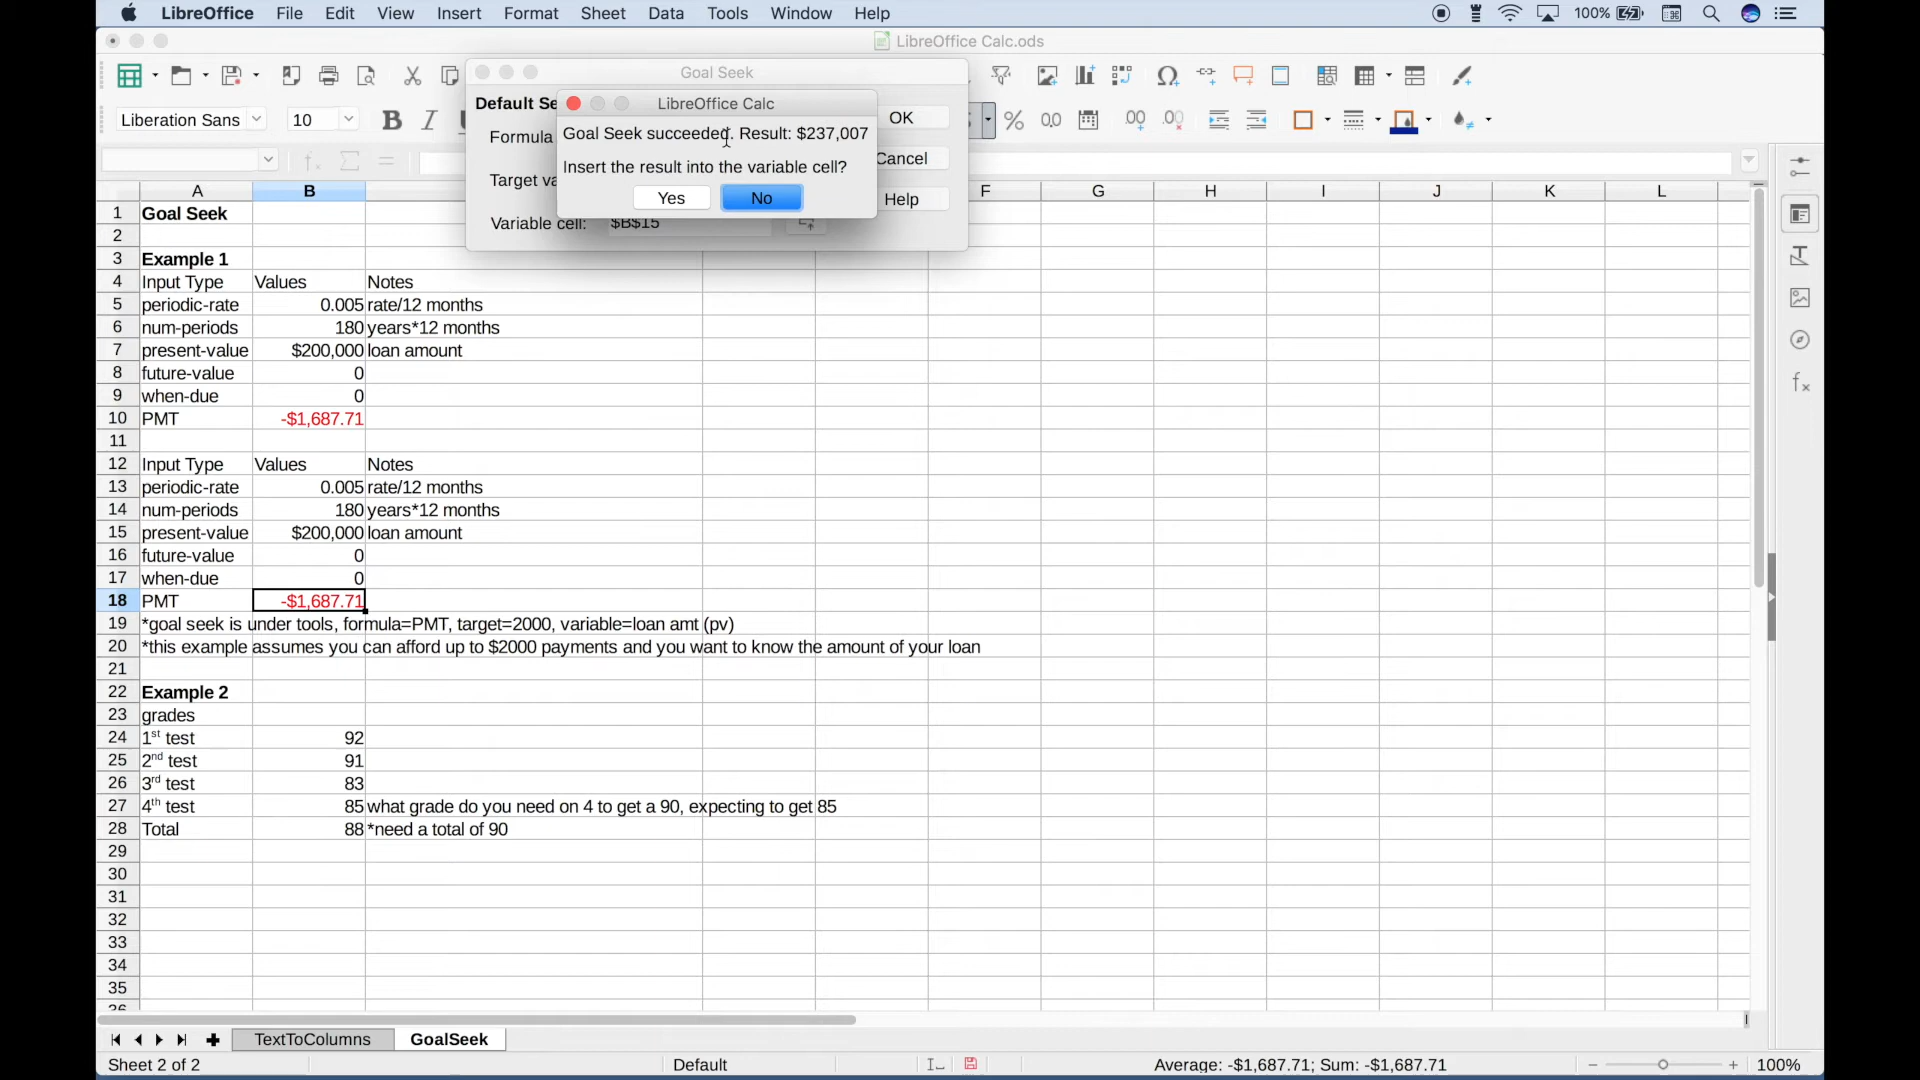 LibreOffice File Edit View Insert Format Sheet Data Tools Window Help 100%
LibreOffice Calc.ods
Goal Seek
Default Se
LibreOffice Calc
Liberation Sans 10
Formula
Goal Seek succeeded. Result: $237,007
OK
Insert the result into the variable cell?
Cancel
Target va
Yes No
Help
Variable cell: $B$15
A B F G H I J K L
1 Goal Seek
2
3 Example 1
4 Input Type Values Notes
5 periodic-rate 0.005 rate/12 months
6 num-periods 180 years*12 months
7 present-value $200,000 loan amount
8 future-value 0
9 when-due 0
10 PMT -$1,687.71
11
12 Input Type Values Notes
13 periodic-rate 0.005 rate/12 months
14 num-periods 180 years*12 months
15 present-value $200,000 loan amount
16 future-value 0
17 when-due 0
18 PMT -$1,687.71
19 *goal seek is under tools, formula=PMT, target=2000, variable=loan amt (pv)
20 *this example assumes you can afford up to $2000 payments and you want to know the amount of your loan
21
22 Example 2
23 grades
24 1st test 92
25 2nd test 91
26 3rd test 83
27 4th test 85 what grade do you need on 4 to get a 90, expecting to get 85
28 Total 88 *need a total of 90
29
30
31
32
33
34
35
36
TextToColumns GoalSeek
Sheet 2 of 2 Default Average: -$1,687.71; Sum: -$1,687.71 100%